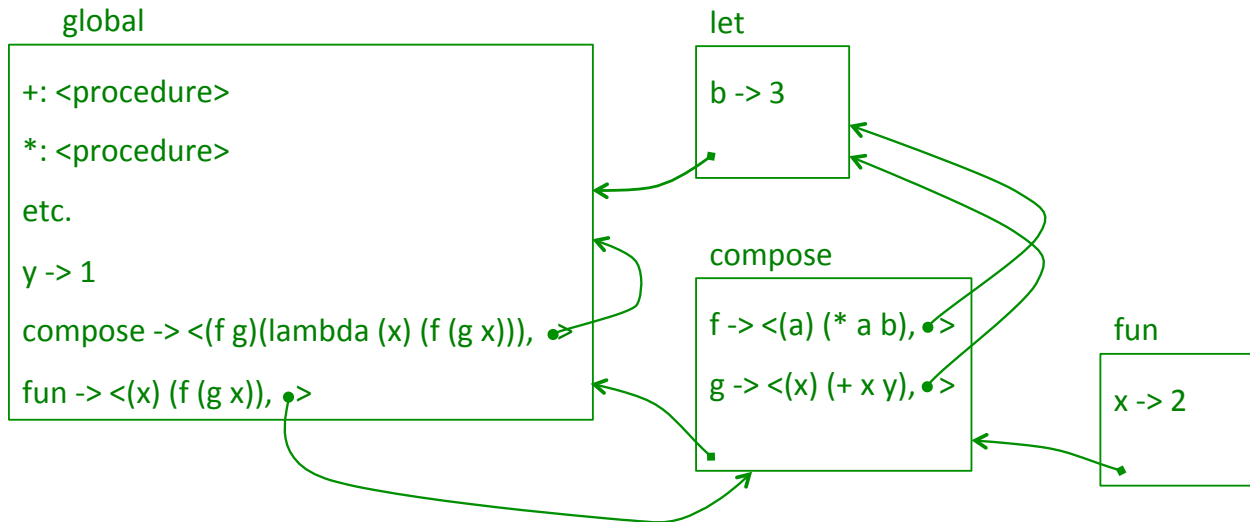 global
+: <procedure>
*: <procedure>
etc.
y -> 1
compose -> <(f g)(lambda (x) (f (g x))), >
fun -> <(x) (f (g x)), >
let
b -> 3
compose
f -> <(a) (* a b), >
g -> <(x) (+ x y), >
fun
x -> 2